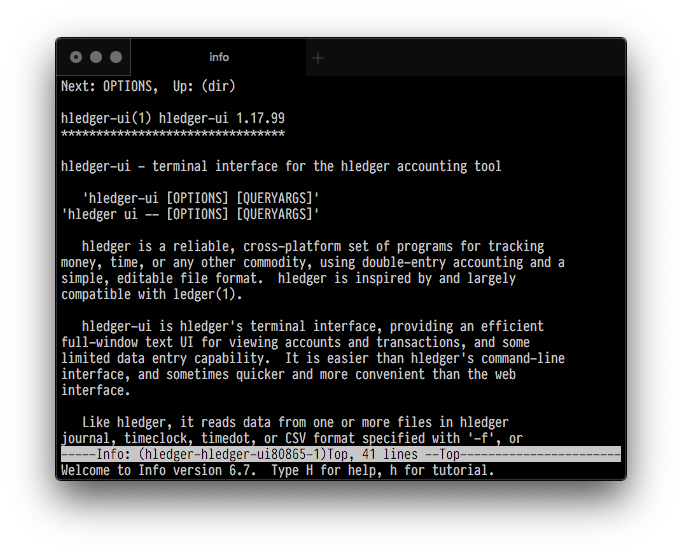 info
Next: OPTIONS,  Up: (dir)
hledger-ui(1) hledger-ui 1.17.99
********************************
hledger-ui - terminal interface for the hledger accounting tool
'hledger-ui [OPTIONS] [QUERYARGS]'
'hledger ui -- [OPTIONS] [QUERYARGS]'
hledger is a reliable, cross-platform set of programs for tracking
money, time, or any other commodity, using double-entry accounting and a
simple, editable file format.  hledger is inspired by and largely
compatible with ledger(1).
hledger-ui is hledger's terminal interface, providing an efficient
full-window text UI for viewing accounts and transactions, and some
limited data entry capability.  It is easier than hledger's command-line
interface, and sometimes quicker and more convenient than the web
interface.
Like hledger, it reads data from one or more files in hledger
journal, timeclock, timedot, or CSV format specified with '-f', or
-----Info: (hledger-hledger-ui80865-1)Top, 41 lines --Top-----------------------
Welcome to Info version 6.7.  Type H for help, h for tutorial.